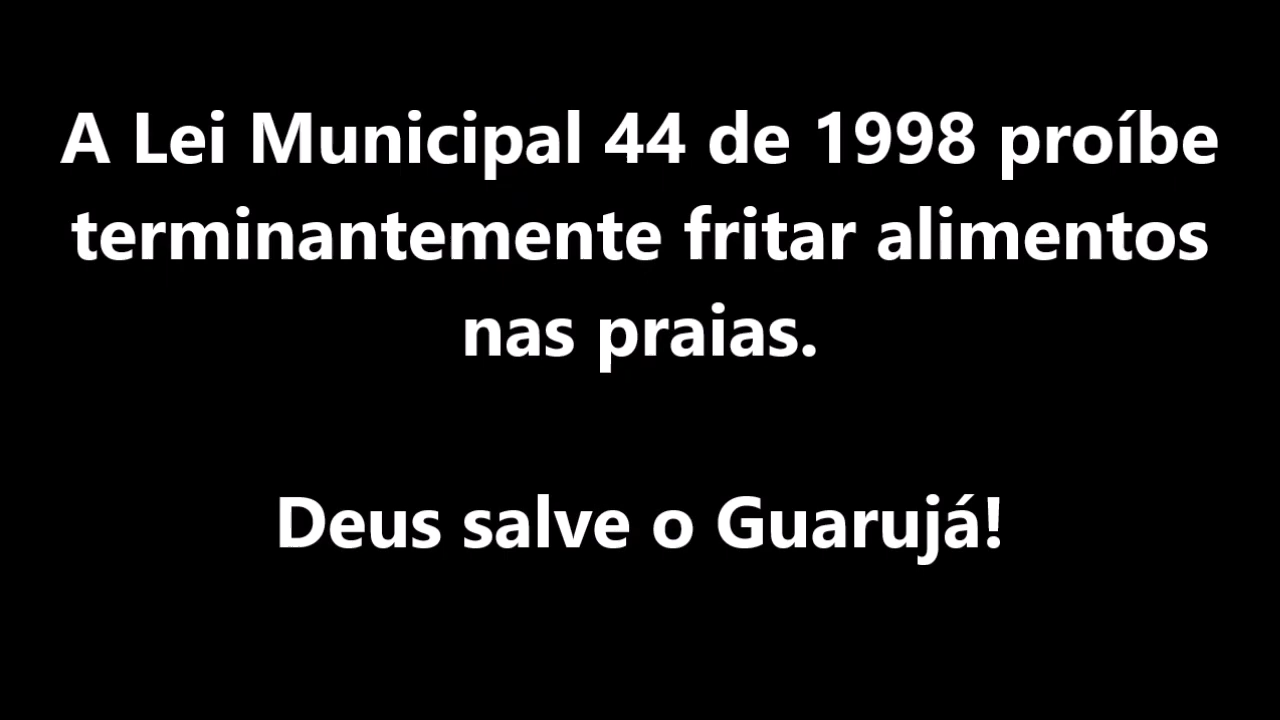 A Lei Municipal 44 de 1998 proíbe
terminantemente fritar alimentos
nas praias.
Deus salve o Guarujá!